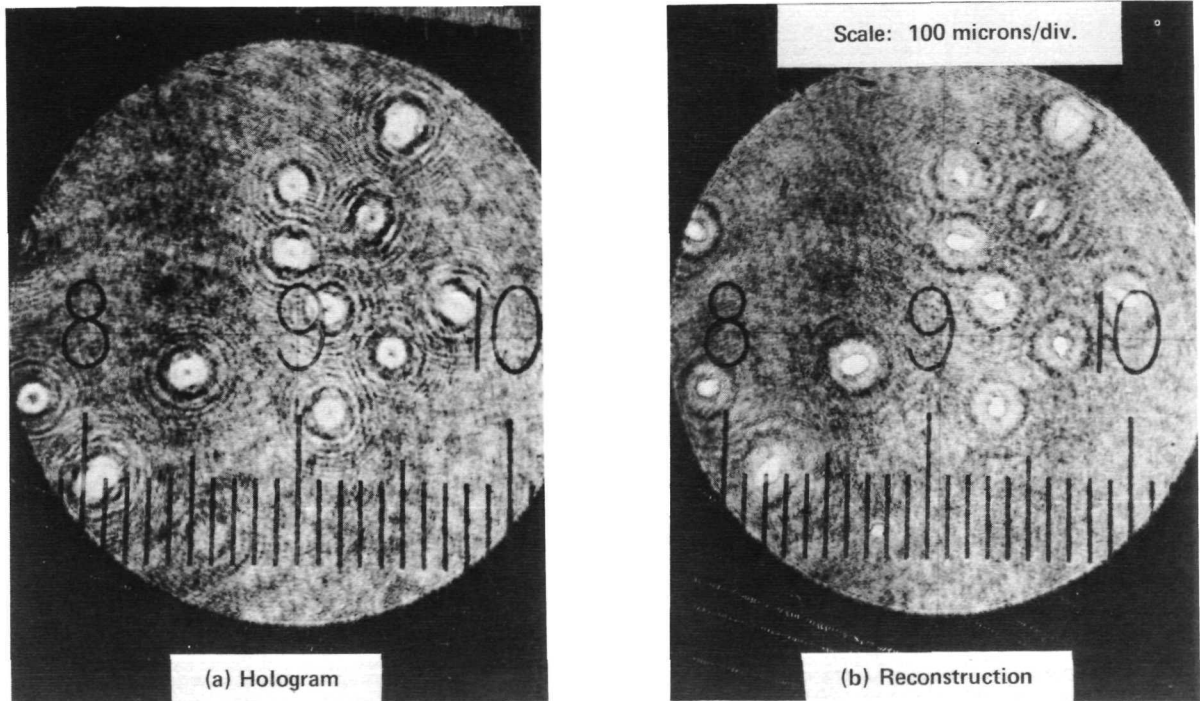 8 9 10
(a) Hologram
Scale: 100 microns/div.
8 9 10
(b) Reconstruction